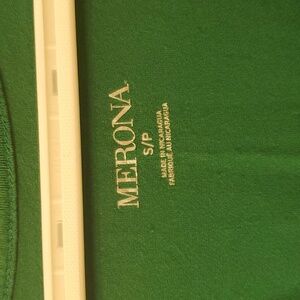 MERONA
S/P
MADE IN NICARAGUA
FABRIQUÉ AU NICARAGUA